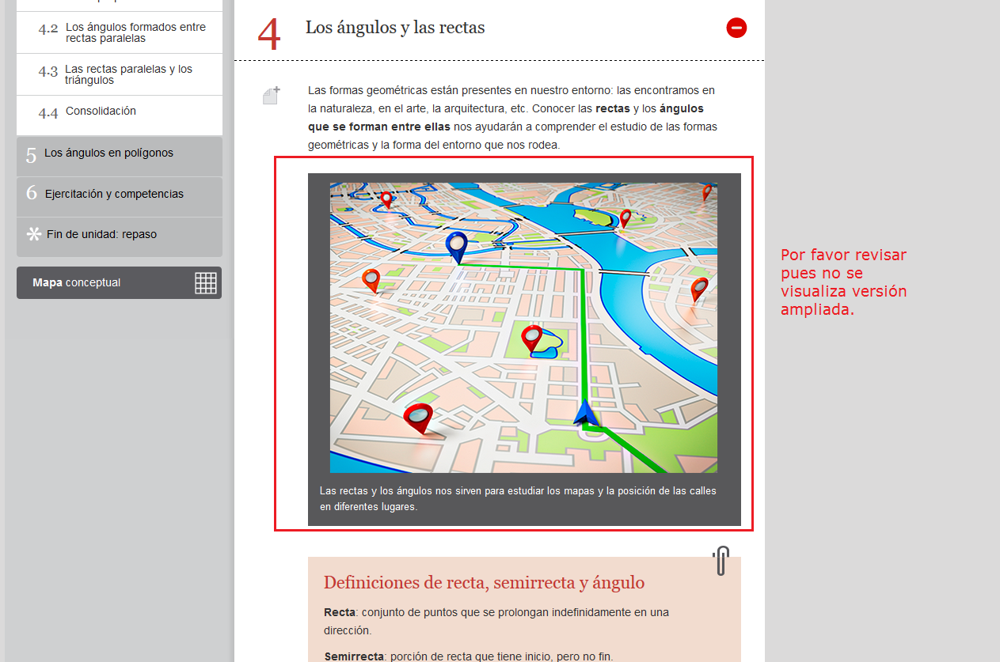 4.2 Los ángulos formados entre
rectas paralelas
4.3 Las rectas paralelas y los
triángulos
4.4 Consolidación
5 Los ángulos en polígonos
6 Ejercitación y competencias
Fin de unidad: repaso
Mapa conceptual
4 Los ángulos y las rectas
Las formas geométricas están presentes en nuestro entorno: las encontramos en
la naturaleza, en el arte, la arquitectura, etc. Conocer las rectas y los ángulos
que se forman entre ellas nos ayudarán a comprender el estudio de las formas
geométricas y la forma del entorno que nos rodea.
Las rectas y los ángulos nos sirven para estudiar los mapas y la posición de las calles
en diferentes lugares.
Por favor revisar
pues no se
visualiza versión
ampliada.
Definiciones de recta, semirrecta y ángulo
Recta: conjunto de puntos que se prolongan indefinidamente en una
dirección.
Semirrecta: porción de recta que tiene inicio, pero no fin.